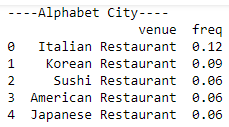 ----Alphabet City----
venue freq
0 Italian Restaurant 0.12
1 Korean Restaurant 0.09
2 Sushi Restaurant 0.06
3 American Restaurant 0.06
4 Japanese Restaurant 0.06